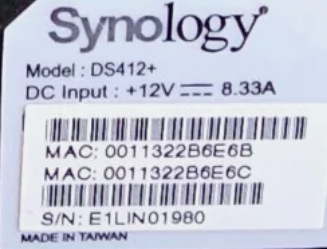 Synology®
Model : DS412+
DC Input : +12V ⎓ 8.33A
MAC: 0011322B6E6B
MAC: 0011322B6E6C
S/N: E1LIN01980
MADE IN TAIWAN